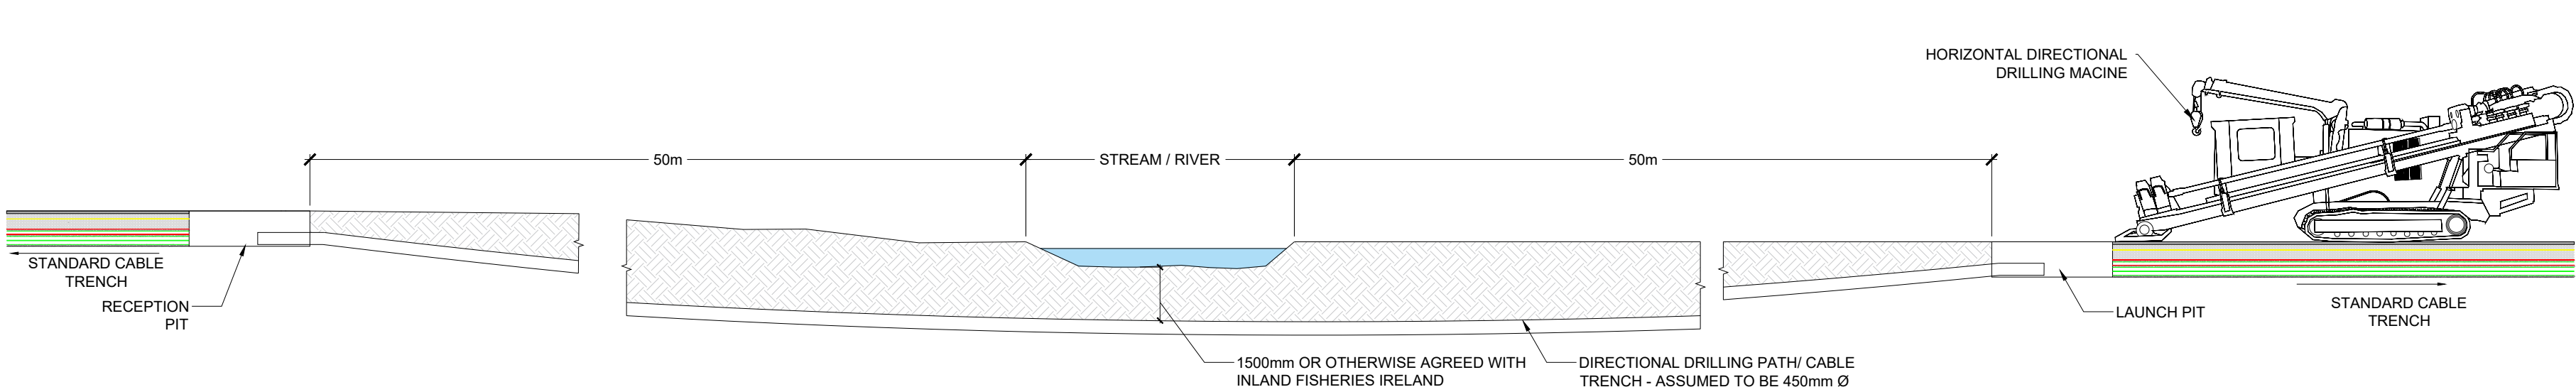 HORIZONTAL DIRECTIONAL
DRILLING MACINE
50m
STREAM / RIVER
50m
STANDARD CABLE
TRENCH
RECEPTION
PIT
LAUNCH PIT
STANDARD CABLE
TRENCH
1500mm OR OTHERWISE AGREED WITH
INLAND FISHERIES IRELAND
DIRECTIONAL DRILLING PATH/ CABLE
TRENCH - ASSUMED TO BE 450mm Ø